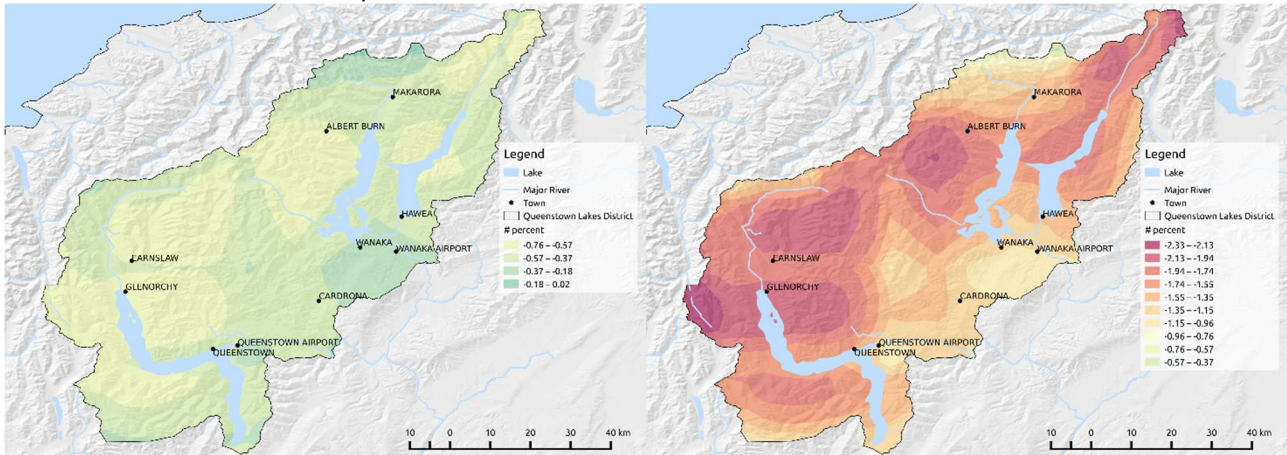 MAKARORA
ALBERT BURN
Legend
Lake
Major River
Town
Queenstown Lakes District
# percent
-0.76 – -0.57
-0.57 – -0.37
-0.37 – -0.18
-0.18 – 0.02
HAWEA
WANAKA
WANAKA AIRPORT
EARNSLAW
GLENORCHY
CARDRONA
QUEENSTOWN AIRPORT
QUEENSTOWN
10 0 10 20 30 40 km
MAKARORA
ALBERT BURN
Legend
Lake
Major River
Town
Queenstown Lakes District
# percent
-2.33 – -2.13
-2.13 – -1.94
-1.94 – -1.74
-1.74 – -1.55
-1.55 – -1.35
-1.35 – -1.15
-1.15 – -0.96
-0.96 – -0.76
-0.76 – -0.57
-0.57 – -0.37
HAWEA
WANAKA
WANAKA AIRPORT
EARNSLAW
GLENORCHY
CARDRONA
QUEENSTOWN AIRPORT
QUEENSTOWN
10 0 10 20 30 40 km